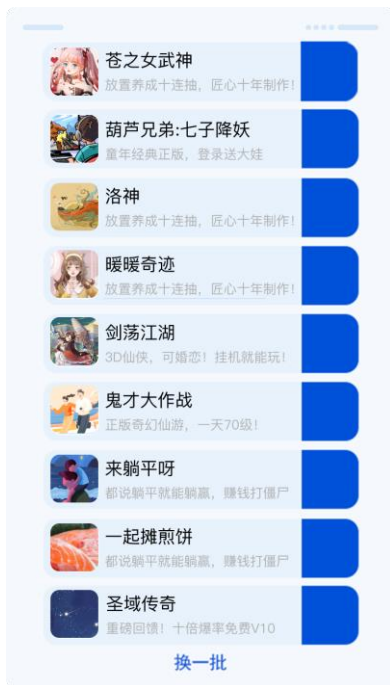 苍之女武神
放置养成十连抽，匠心十年制作!
葫芦兄弟:七子降妖
童年经典正版，登录送大娃
洛神
放置养成十连抽，匠心十年制作!
暖暖奇迹
放置养成十连抽，匠心十年制作!
剑荡江湖
3D仙侠，可婚恋！挂机就能玩!
鬼才大作战
正版奇幻仙游，一天70级!
来躺平呀
都说躺平就能躺赢，赚钱打僵尸
一起摊煎饼
都说躺平就能躺赢，赚钱打僵尸
圣域传奇
重磅回馈！十倍爆率免费V10
换一批